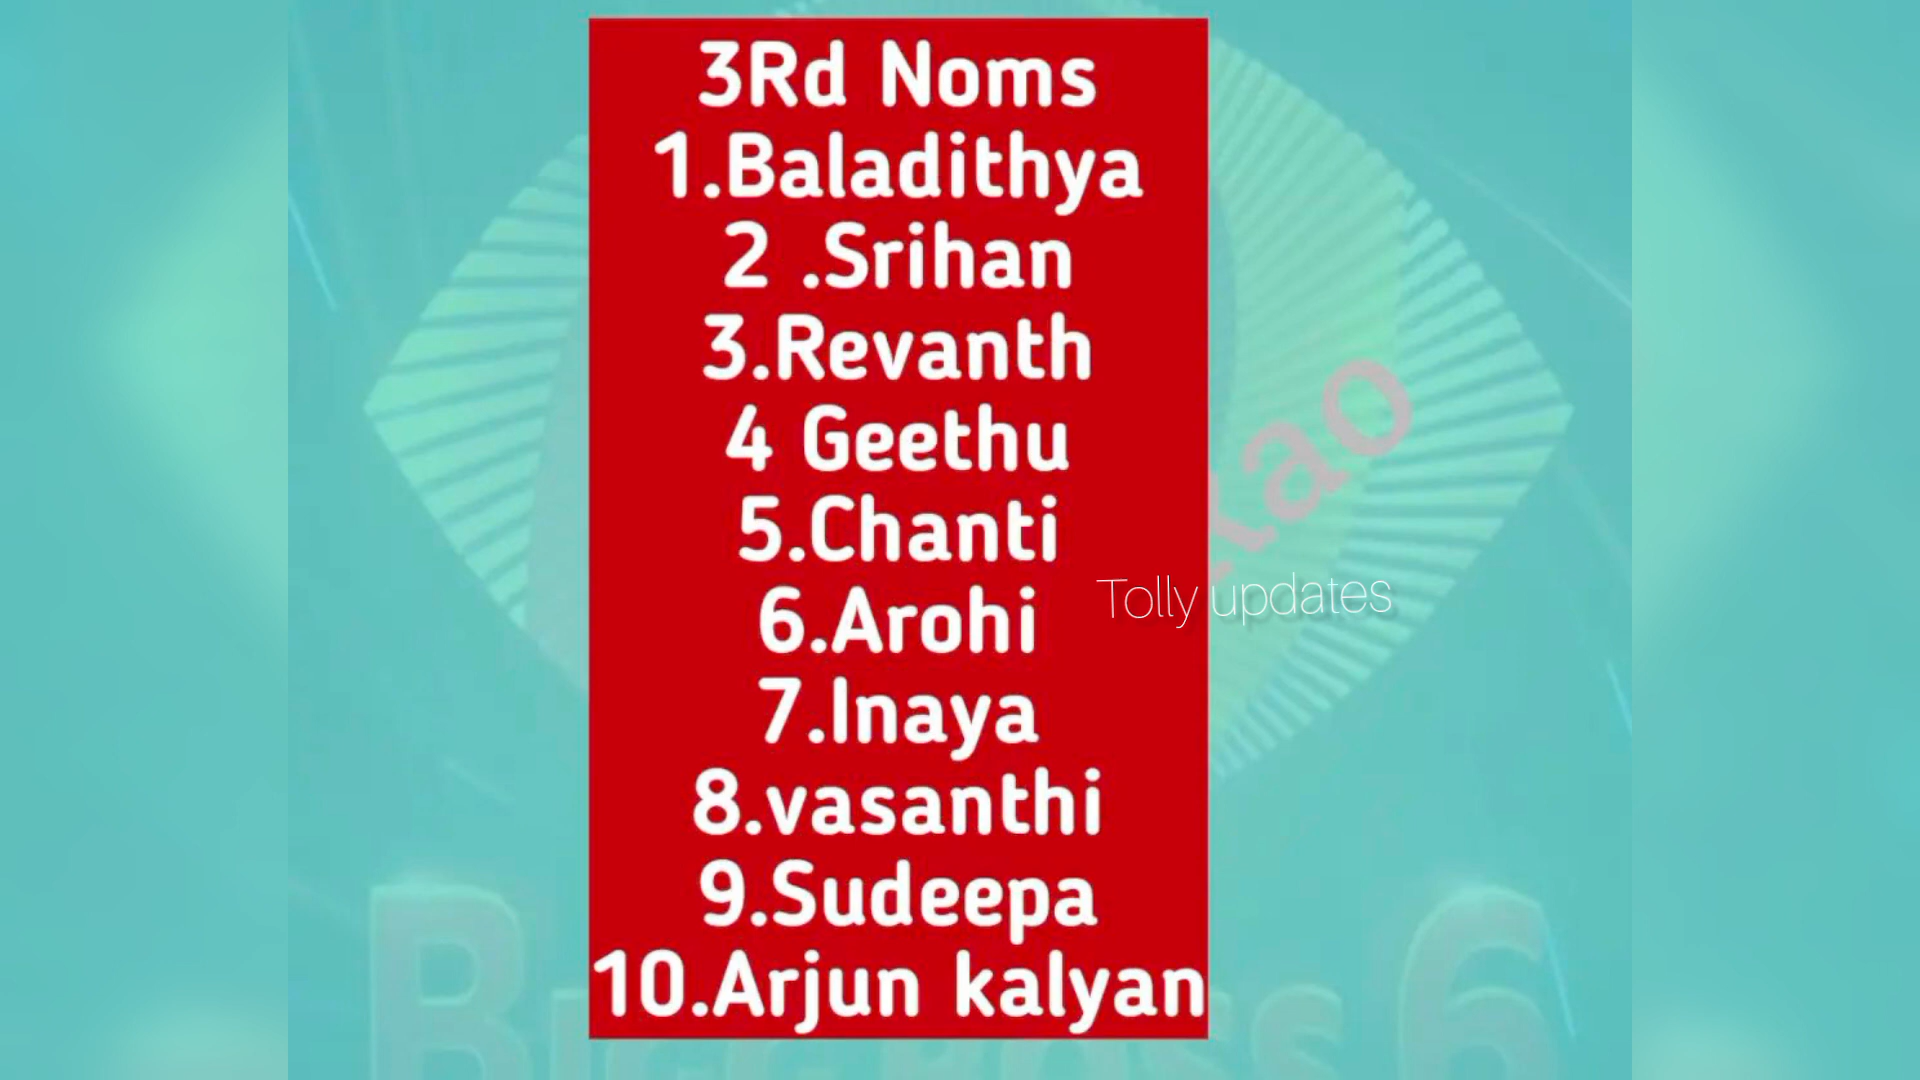 3Rd Noms
1.Baladithya
2 .Srihan
3.Revanth
4 Geethu
5.Chanti
6.Arohi
7.Inaya
8.vasanthi
9.Sudeepa
10.Arjun kalyan
Tolly updates
6